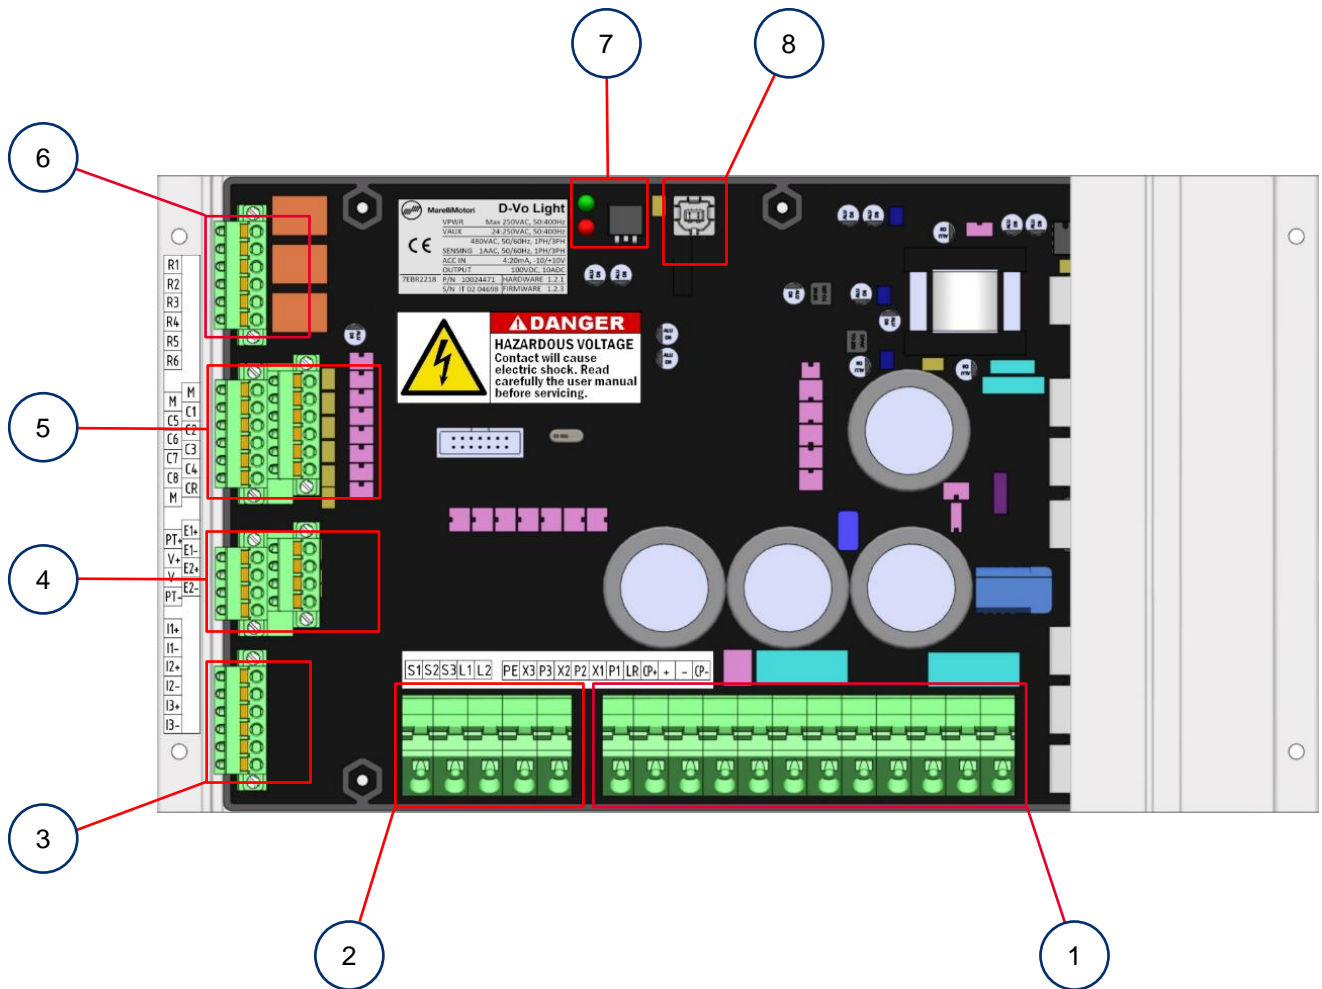 7
8
6
MarelliMotori D-Vo Light
VPWR Max 250VAC, 50:400Hz
VAUX 24:250VAC, 50:400Hz
480VAC, 50/60Hz, 1PH/3PH
SENSING 1AAC, 50/60Hz, 1PH/3PH
ACC IN 4:20mA, -10/+10V
OUTPUT 100VDC, 10ADC
7EBR2218 P/N 10024471 HARDWARE 1.2.1
S/N IT 02 04698 FIRMWARE 1.2.3
CE
DANGER
HAZARDOUS VOLTAGE
Contact will cause
electric shock. Read
carefully the user manual
before servicing.
R1
R2
R3
R4
R5
R6
M
M
C1
C5
C2
C6
C3
C7
C4
C8
CR
M
5
E1+
PT+
E1-
V+
E2+
V-
E2-
PT-
4
I1+
I1-
I2+
I2-
I3+
I3-
S1 S2 S3 L1 L2 PE X3 P3 X2 P2 X1 P1 LR CP+ + - CP-
3
2
1